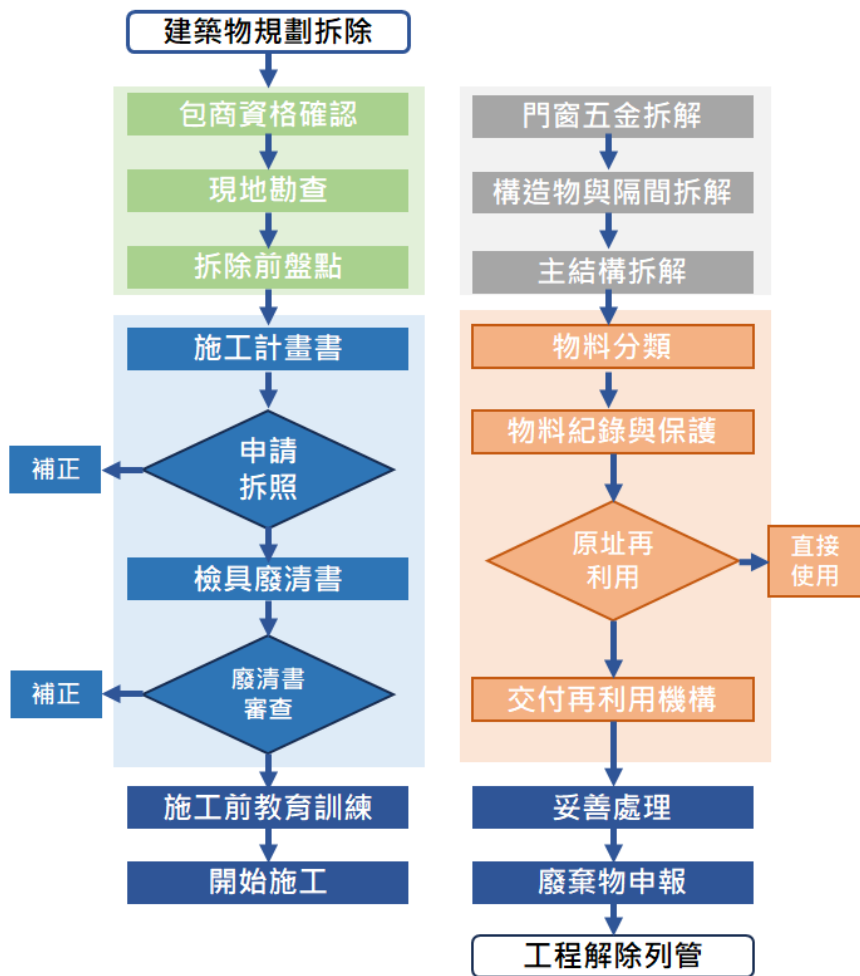 建築物規劃拆除
包商資格確認
現地勘查
拆除前盤點
施工計畫書
申請
拆照
補正
檢具廢清書
廢清書
審查
補正
施工前教育訓練
開始施工
門窗五金拆解
構造物與隔間拆解
主結構拆解
物料分類
物料紀錄與保護
原址再
利用
直接
使用
交付再利用機構
妥善處理
廢棄物申報
工程解除列管